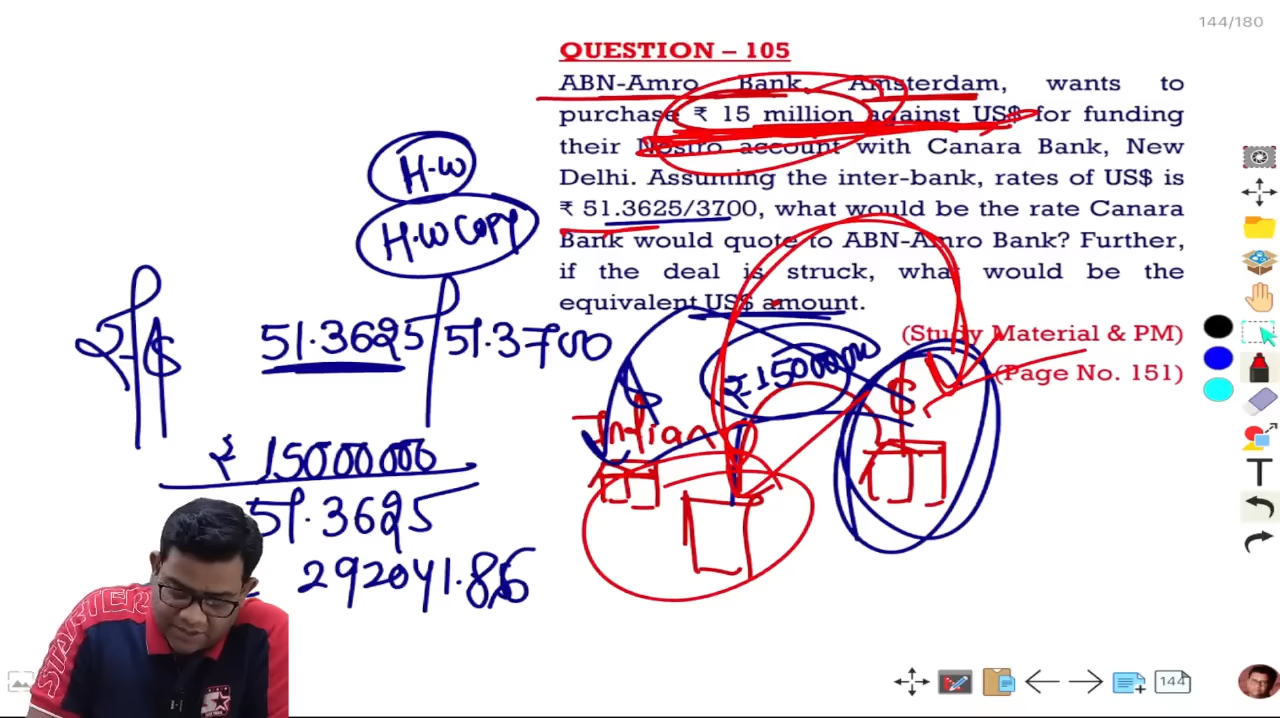 144/180
QUESTION – 105
ABN-Amro Bank, Amsterdam, wants to
purchase ₹ 15 million against US$ for funding
their Nostro account with Canara Bank, New
Delhi. Assuming the inter-bank, rates of US$ is
₹ 51.3625/3700, what would be the rate Canara
Bank would quote to ABN-Amro Bank? Further,
if the deal is struck, what would be the
equivalent US$ amount.
(Study Material & PM)
(Page No. 151)
H.W
H.W COPY
₹/$ 51.3625 / 51.3700
₹ 15000000
51.3625
292041.86
₹ 15000000
$
$
Indian
STARTER
T
144